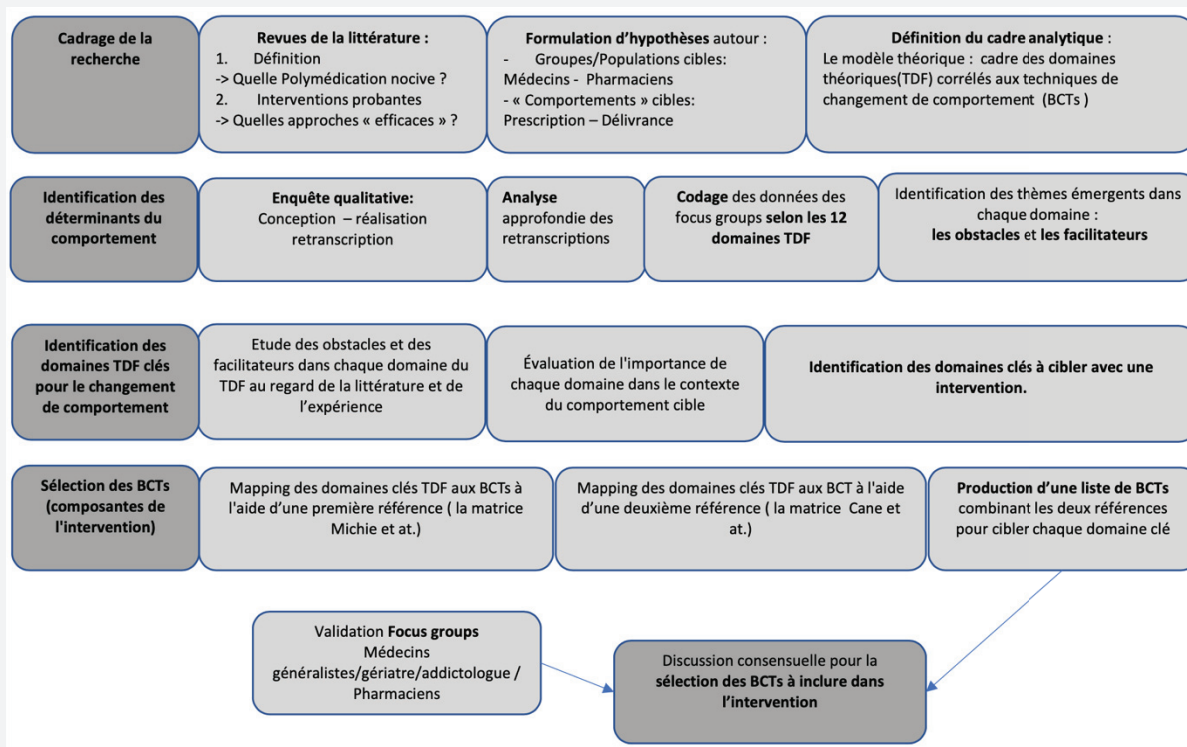 Cadrage de la
recherche
Revues de la littérature :
1. Définition
-> Quelle Polymédication nocive ?
2. Interventions probantes
-> Quelles approches « efficaces » ?
Formulation d'hypothèses autour :
- Groupes/Populations cibles:
Médecins - Pharmaciens
- « Comportements » cibles:
Prescription – Délivrance
Définition du cadre analytique :
Le modèle théorique : cadre des domaines
théoriques(TDF) corrélés aux techniques de
changement de comportement (BCTs )
Identification des
déterminants du
comportement
Enquête qualitative:
Conception – réalisation
retranscription
Analyse
approfondie des
retranscriptions
Codage des données des
focus groups selon les 12
domaines TDF
Identification des thèmes émergents dans
chaque domaine :
les obstacles et les facilitateurs
Identification des
domaines TDF clés
pour le changement
de comportement
Etude des obstacles et des
facilitateurs dans chaque domaine du
TDF au regard de la littérature et de
l'expérience
Évaluation de l'importance de
chaque domaine dans le contexte
du comportement cible
Identification des domaines clés à cibler avec une
intervention.
Sélection des BCTs
(composantes de
l'intervention)
Mapping des domaines clés TDF aux BCTs à
l'aide d'une première référence ( la matrice
Michie et at.)
Mapping des domaines clés TDF aux BCT à l'aide
d'une deuxième référence ( la matrice Cane et
at.)
Production d'une liste de BCTs
combinant les deux références
pour cibler chaque domaine clé
Validation Focus groups
Médecins
généralistes/gériatre/addictologue /
Pharmaciens
Discussion consensuelle pour la
sélection des BCTs à inclure dans
l'intervention